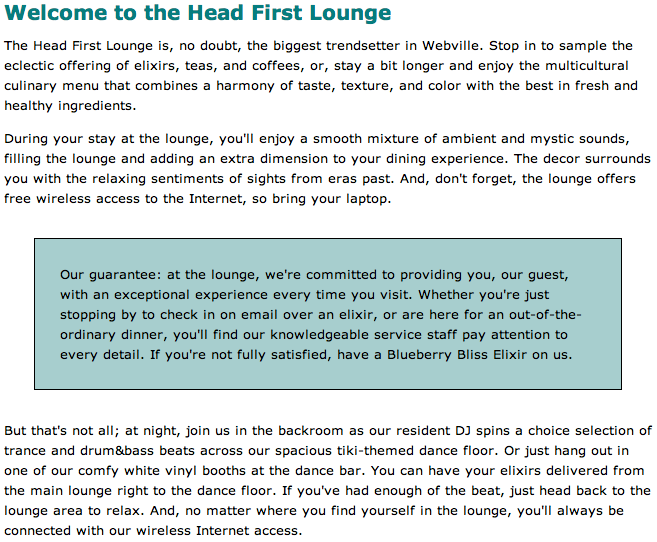 Welcome to the Head First Lounge
The Head First Lounge is, no doubt, the biggest trendsetter in Webville. Stop in to sample the
eclectic offering of elixirs, teas, and coffees, or, stay a bit longer and enjoy the multicultural
culinary menu that combines a harmony of taste, texture, and color with the best in fresh and
healthy ingredients.
During your stay at the lounge, you'll enjoy a smooth mixture of ambient and mystic sounds,
filling the lounge and adding an extra dimension to your dining experience. The decor surrounds
you with the relaxing sentiments of sights from eras past. And, don't forget, the lounge offers
free wireless access to the Internet, so bring your laptop.
Our guarantee: at the lounge, we're committed to providing you, our guest,
with an exceptional experience every time you visit. Whether you're just
stopping by to check in on email over an elixir, or are here for an out-of-the-
ordinary dinner, you'll find our knowledgeable service staff pay attention to
every detail. If you're not fully satisfied, have a Blueberry Bliss Elixir on us.
But that's not all; at night, join us in the backroom as our resident DJ spins a choice selection of
trance and drum&bass beats across our spacious tiki-themed dance floor. Or just hang out in
one of our comfy white vinyl booths at the dance bar. You can have your elixirs delivered from
the main lounge right to the dance floor. If you've had enough of the beat, just head back to the
lounge area to relax. And, no matter where you find yourself in the lounge, you'll always be
connected with our wireless Internet access.